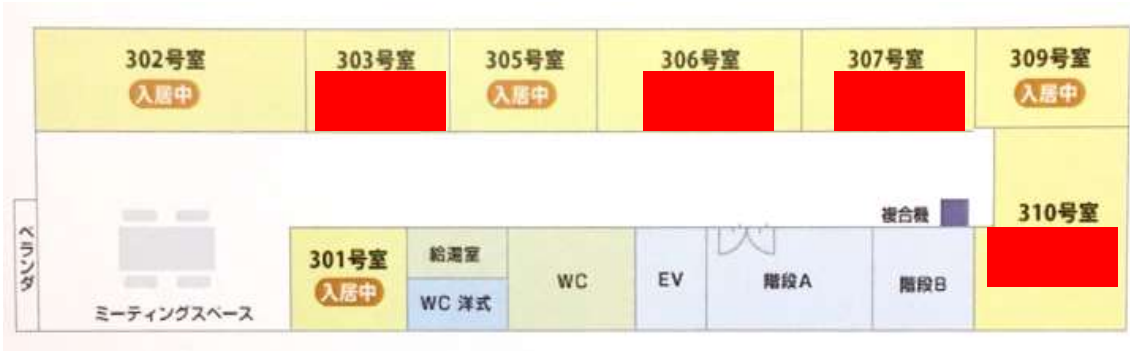 302号室
入居中
303号室
305号室
入居中
306号室
307号室
309号室
入居中
複合機
310号室
ベランダ
ミーティングスペース
301号室
入居中
給湯室
WC 洋式
WC
EV
階段A
階段B